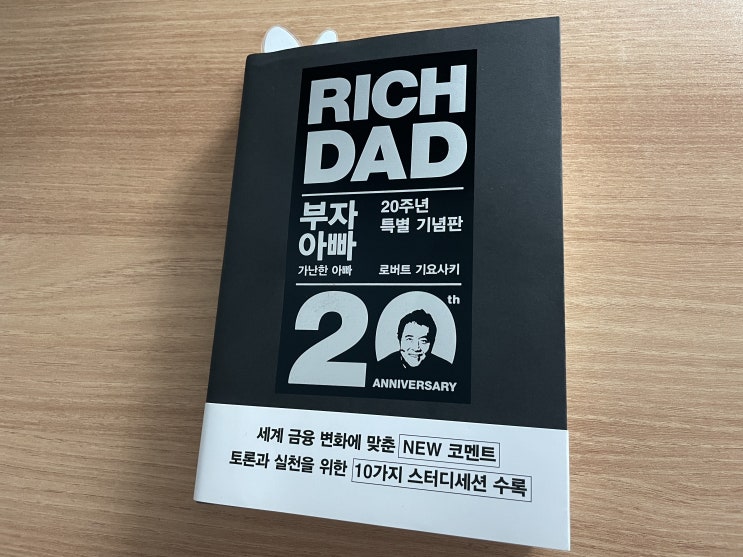 RICH
DAD
부자
아빠
가난한 아빠
20주년
특별 기념판
로버트 기요사키
20th
ANNIVERSARY
세계 금융 변화에 맞춘 NEW 코멘트
토론과 실천을 위한 10가지 스터디세션 수록